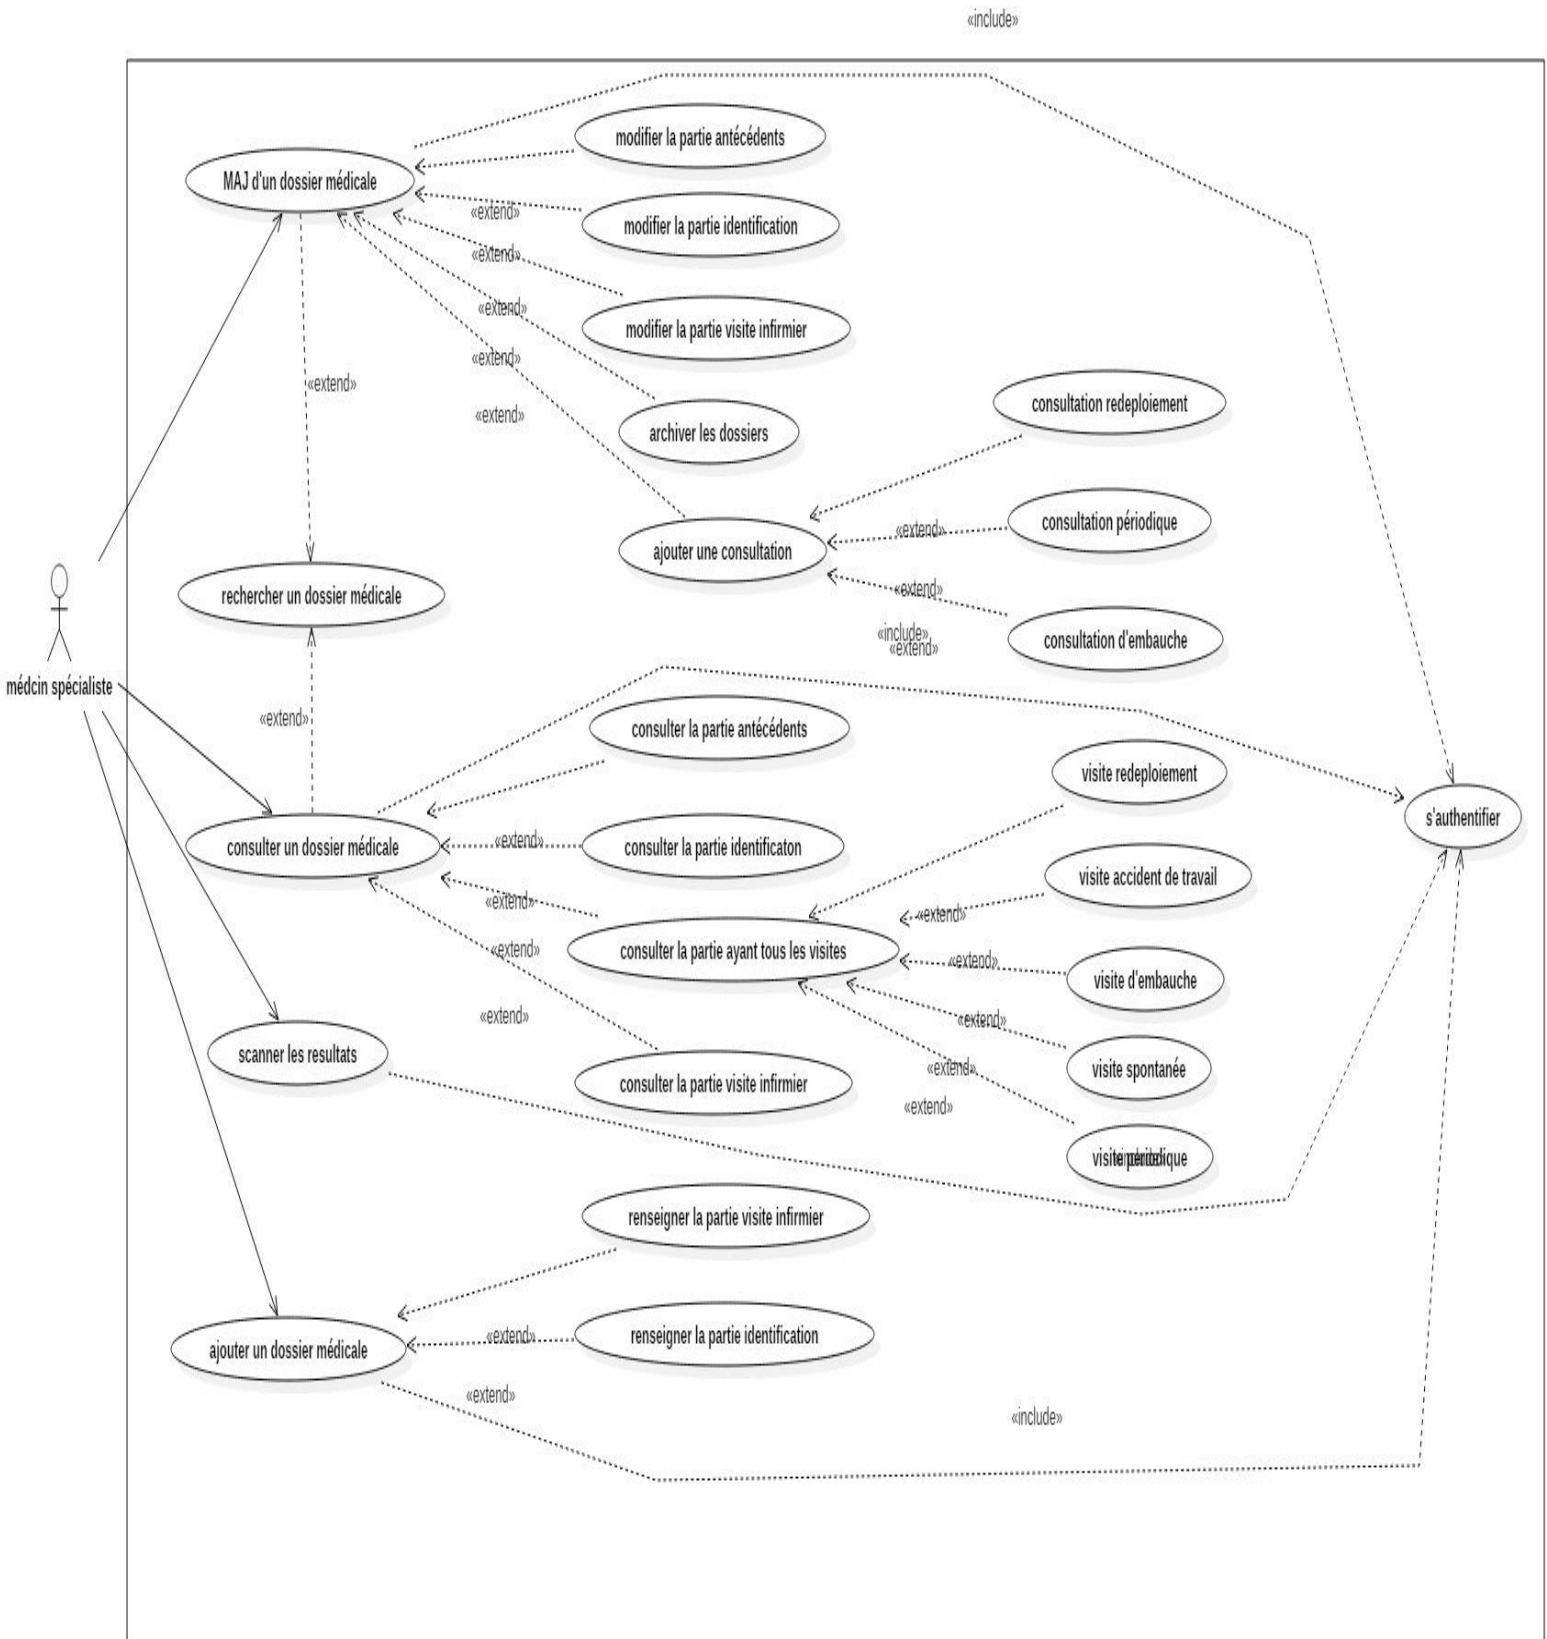 «include»
modifier la partie antécédents
MAJ d'un dossier médicale
«extend»
modifier la partie identification
«extend»
«extend»
modifier la partie visite infirmier
«extend»
«extend»
consultation redeploiement
«extend»
archiver les dossiers
consultation périodique
«extend»
ajouter une consultation
«extend»
rechercher un dossier médicale
«include»
consultation d'embauche
«extend»
médcin spécialiste
«extend»
consulter la partie antécédents
visite redeploiement
s'authentifier
«extend»
consulter un dossier médicale
consulter la partie identificaton
visite accident de travail
«extend»
«extend»
«extend»
consulter la partie ayant tous les visites
«extend»
visite d'embauche
«extend»
«extend»
scanner les resultats
«extend»
visite spontanée
consulter la partie visite infirmier
«extend»
visite périodique
renseigner la partie visite infirmier
«extend»
renseigner la partie identification
ajouter un dossier médicale
«extend»
«include»